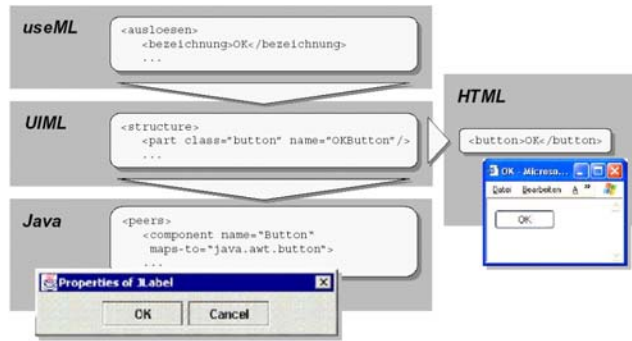 useML
<ausloesen>
<bezeichnung>OK</bezeichnung>
...
UIML
<structure>
<part class="button" name="OKButton"/>
...
HTML
<button>OK</button>
OK - Microso...
Datei Bearbeiten A »
OK
Java
<peers>
<component name="Button"
maps-to="java.awt.button">
...
Properties of JLabel
OK Cancel